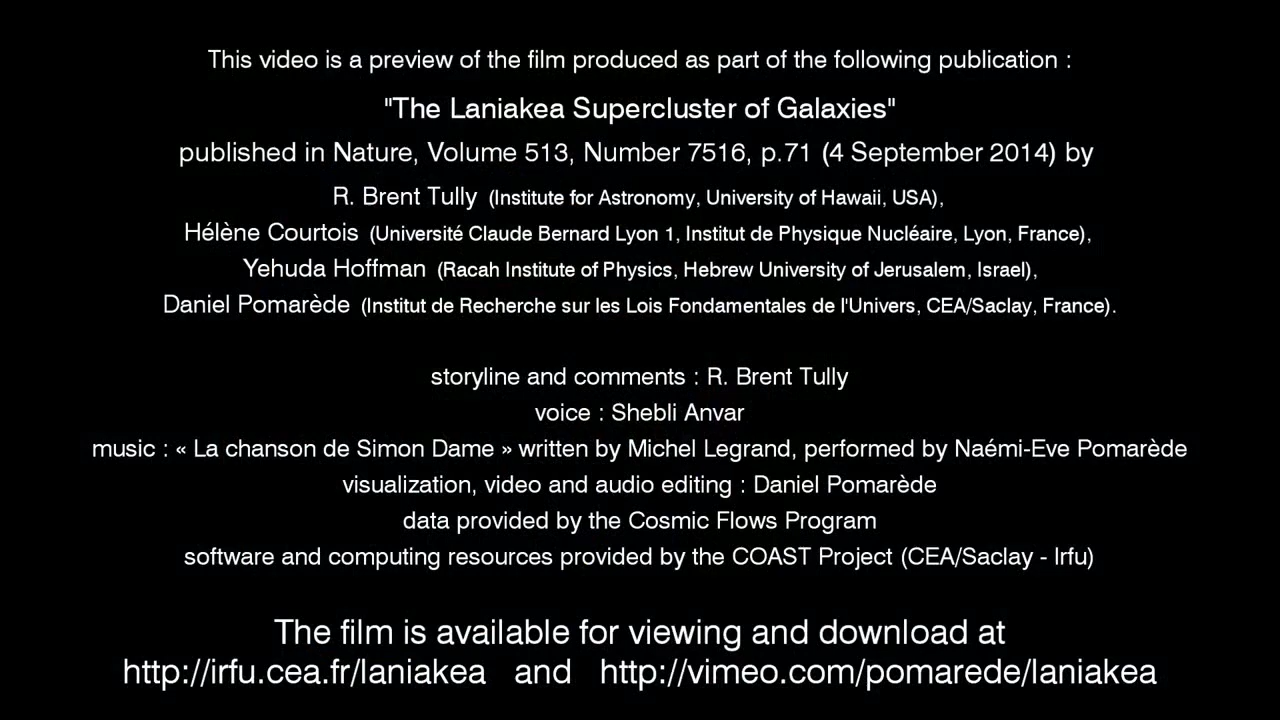 This video is a preview of the film produced as part of the following publication :
"The Laniakea Supercluster of Galaxies"
published in Nature, Volume 513, Number 7516, p.71 (4 September 2014) by
R. Brent Tully (Institute for Astronomy, University of Hawaii, USA),
Hélène Courtois (Université Claude Bernard Lyon 1, Institut de Physique Nucléaire, Lyon, France),
Yehuda Hoffman (Racah Institute of Physics, Hebrew University of Jerusalem, Israel),
Daniel Pomarède (Institut de Recherche sur les Lois Fondamentales de l'Univers, CEA/Saclay, France).
storyline and comments : R. Brent Tully
voice : Shebli Anvar
music : « La chanson de Simon Dame » written by Michel Legrand, performed by Naémi-Eve Pomarède
visualization, video and audio editing : Daniel Pomarède
data provided by the Cosmic Flows Program
software and computing resources provided by the COAST Project (CEA/Saclay - Irfu)
The film is available for viewing and download at
http://irfu.cea.fr/laniakea and http://vimeo.com/pomarede/laniakea